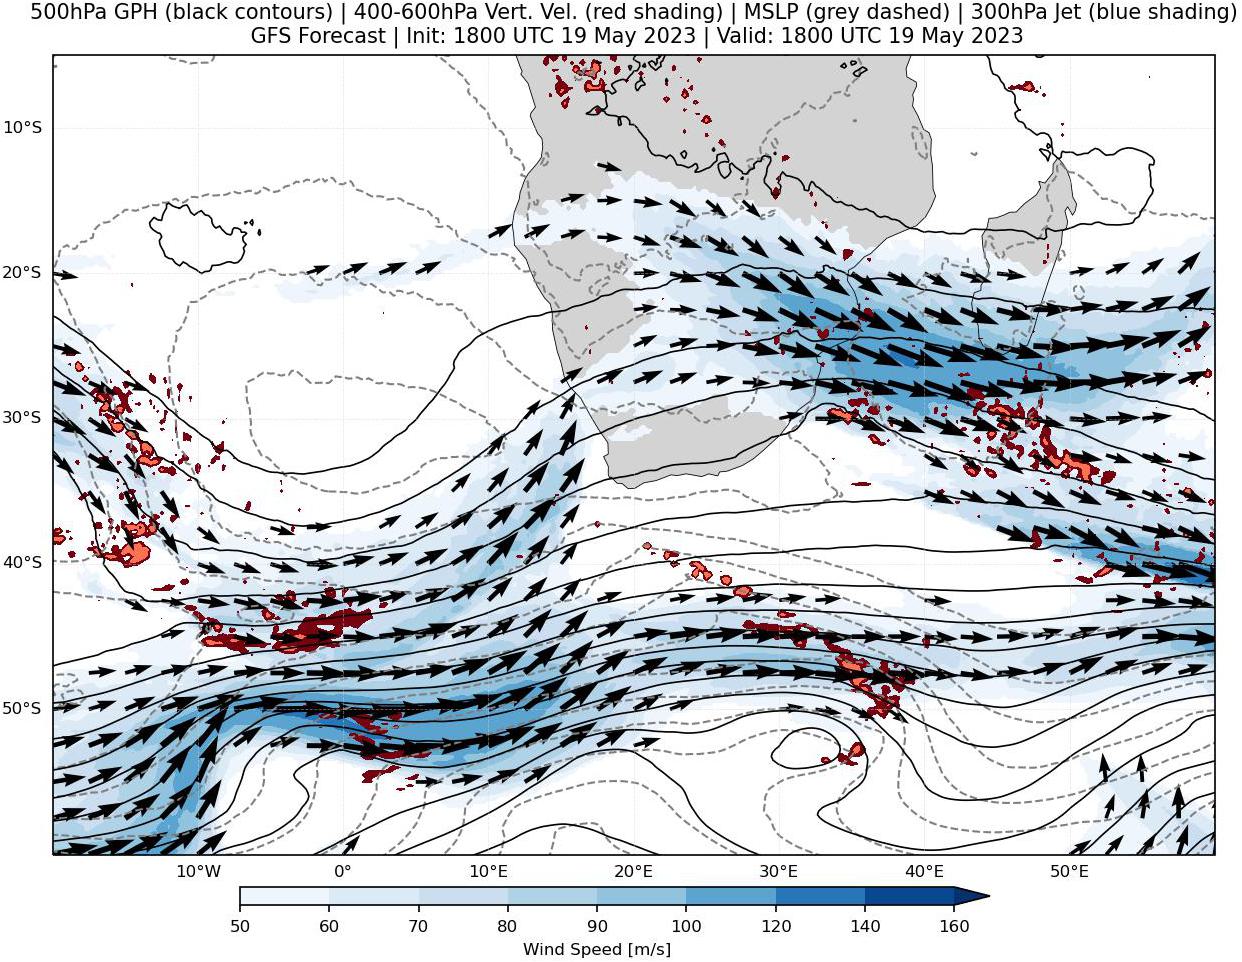 500hPa GPH (black contours) | 400-600hPa Vert. Vel. (red shading) | MSLP (grey dashed) | 300hPa Jet (blue shading)
GFS Forecast | Init: 1800 UTC 19 May 2023 | Valid: 1800 UTC 19 May 2023
10°S
20°S
30°S
40°S
50°S
10°W 0° 10°E 20°E 30°E 40°E 50°E
50 60 70 80 90 100 120 140 160
Wind Speed [m/s]